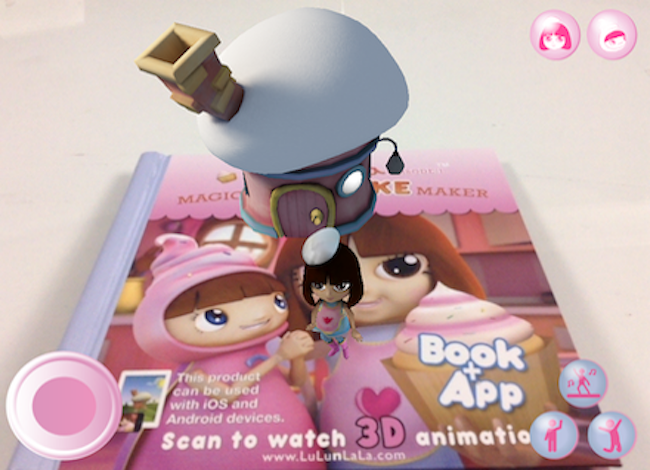 MAGIC KE MAKER
Book
+
App
This product
can be used
with iOS and
Android devices.
Scan to watch 3D animatio
www.LuLunLaLa.com